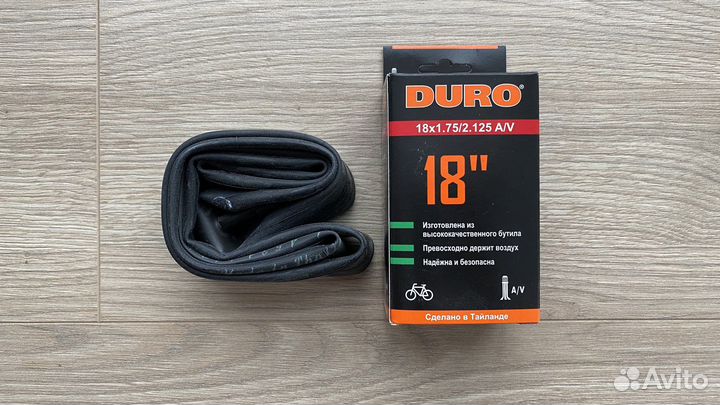 DURO®
18x1.75/2.125 A/V
18"
Изготовлена из
высококачественного бутила
Превосходно держит воздух
Надёжна и безопасна
A/V
Сделано в Тайланде
Avito